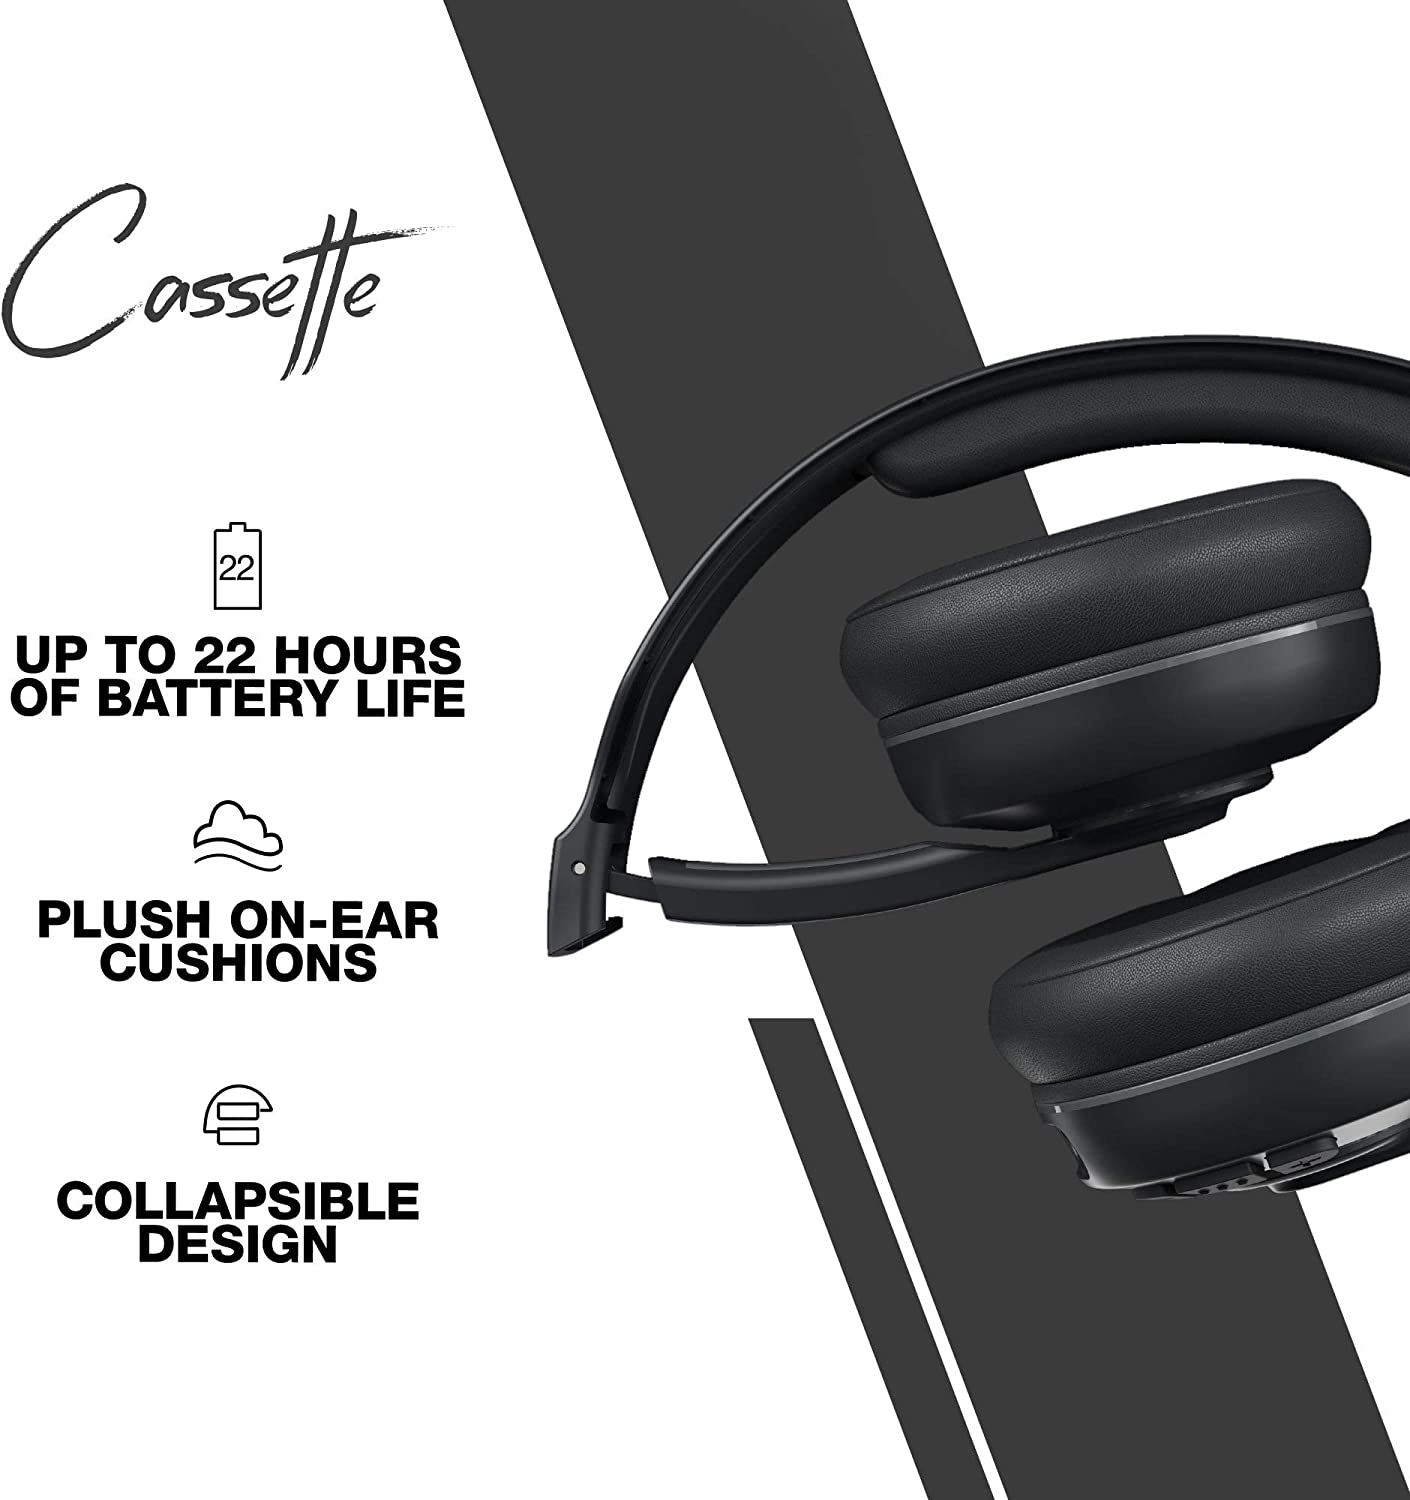 Cassette
22
UP TO 22 HOURS
OF BATTERY LIFE
PLUSH ON-EAR
CUSHIONS
COLLAPSIBLE
DESIGN